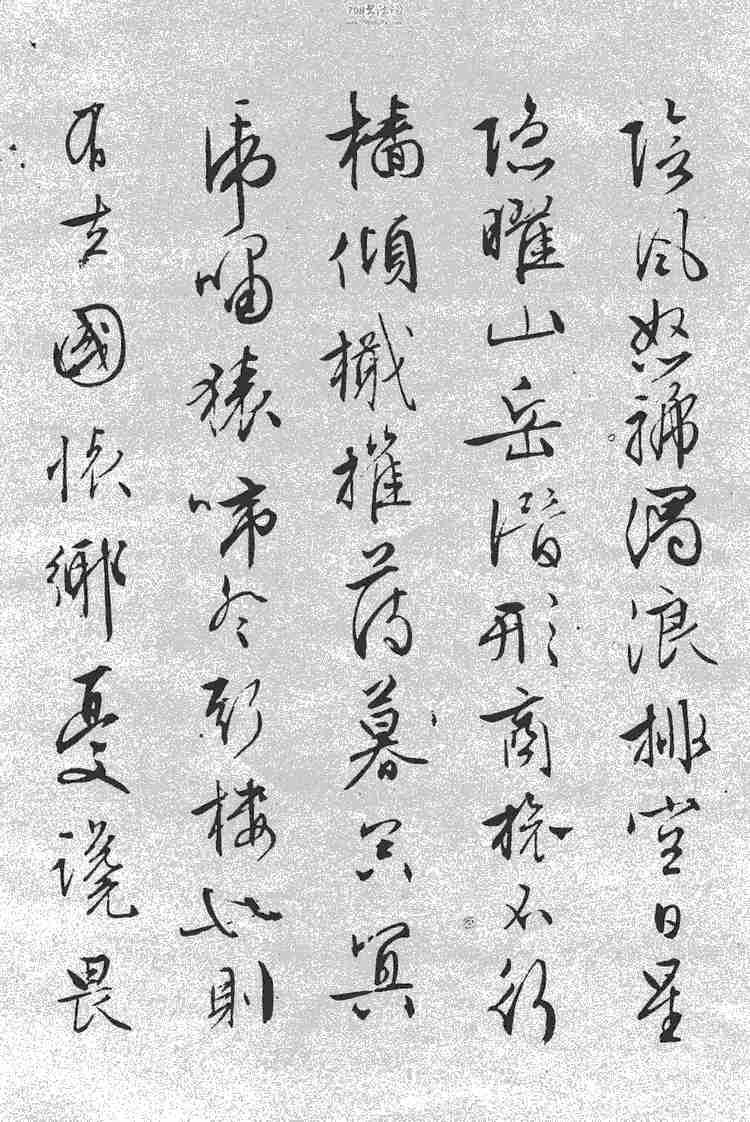 陰風怒號濁浪排空日星
隱曜山岳潛形商旅不行
檣傾檝摧薄暮冥冥
虎嘯猿啼登斯樓也則
有去國懷鄉憂讒畏